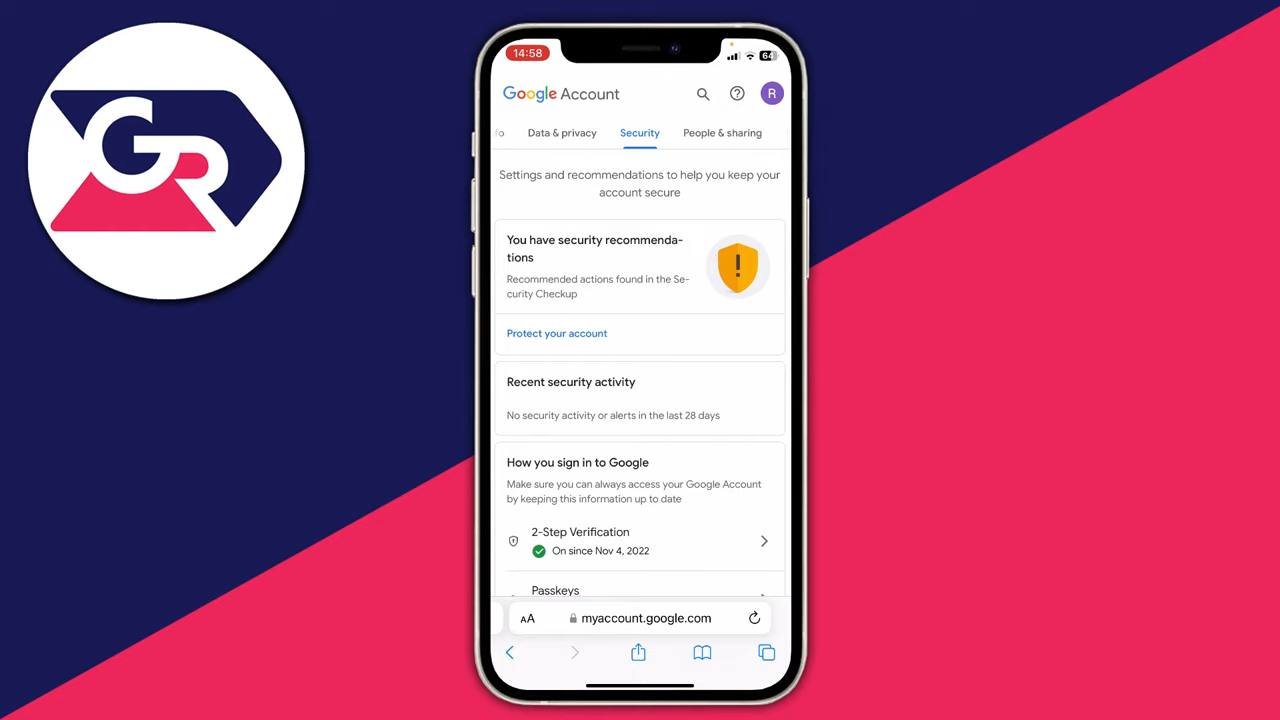 GR
14:58
64
Google Account
R
fo
Data & privacy
Security
People & sharing
Settings and recommendations to help you keep your
account secure
You have security recommenda-
tions
Recommended actions found in the Se-
curity Checkup
!
Protect your account
Recent security activity
No security activity or alerts in the last 28 days
How you sign in to Google
Make sure you can always access your Google Account
by keeping this information up to date
2-Step Verification
On since Nov 4, 2022
Passkeys
AA
myaccount.google.com